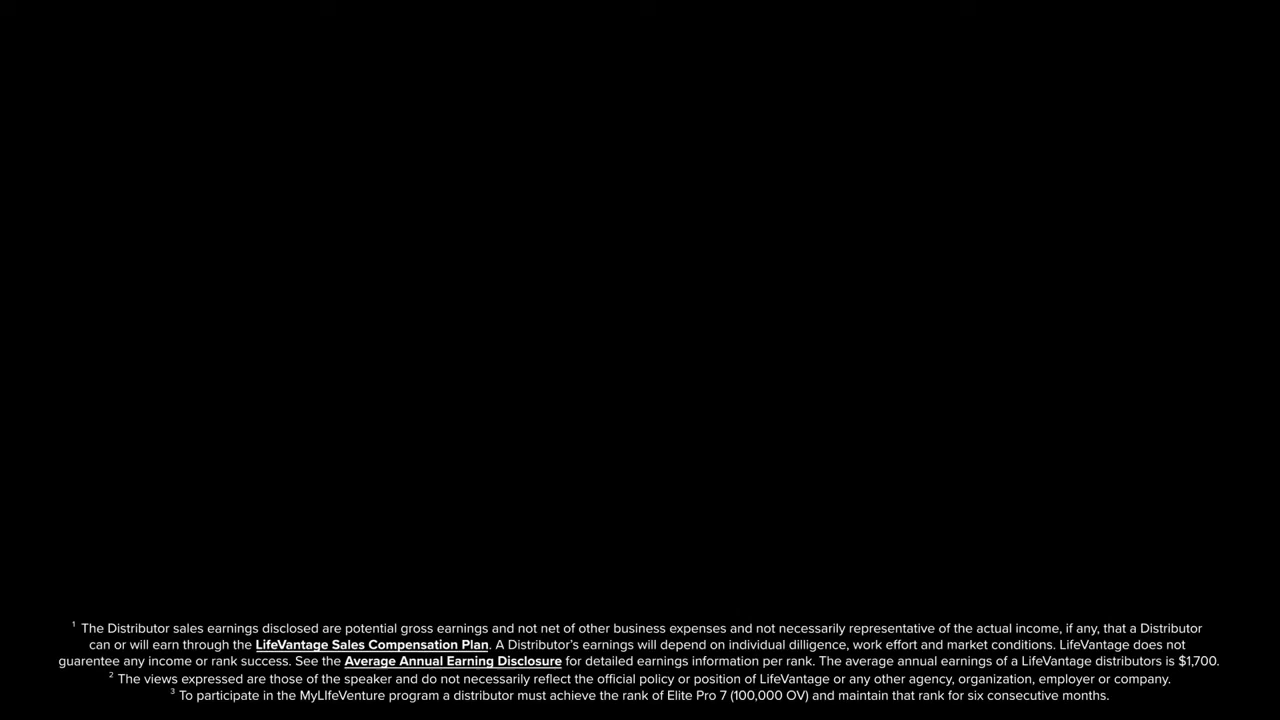 ¹ The Distributor sales earnings disclosed are potential gross earnings and not net of other business expenses and not necessarily representative of the actual income, if any, that a Distributor
can or will earn through the LifeVantage Sales Compensation Plan. A Distributor's earnings will depend on individual dilligence, work effort and market conditions. LifeVantage does not
guarentee any income or rank success. See the Average Annual Earning Disclosure for detailed earnings information per rank. The average annual earnings of a LifeVantage distributors is $1,700.
² The views expressed are those of the speaker and do not necessarily reflect the official policy or position of LifeVantage or any other agency, organization, employer or company.
³ To participate in the MyLIfeVenture program a distributor must achieve the rank of Elite Pro 7 (100,000 OV) and maintain that rank for six consecutive months.